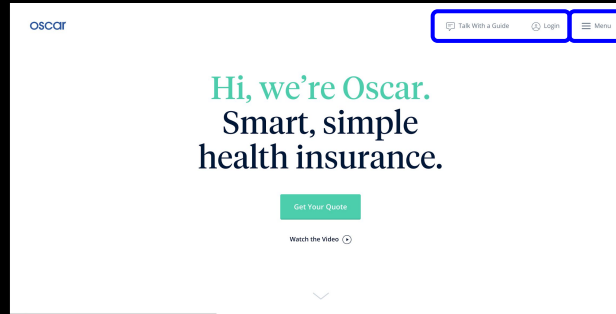 oscar
Talk With a Guide Login Menu
Hi, we're Oscar.
Smart, simple
health insurance.
Get Your Quote
Watch the Video